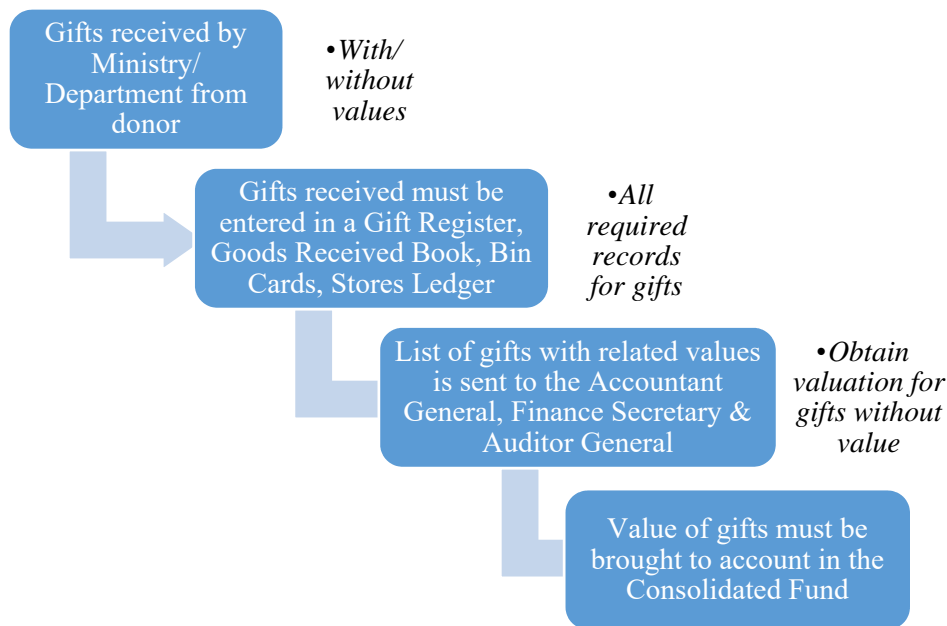 Gifts received by
Ministry/
Department from
donor
•With/
without
values
Gifts received must be
entered in a Gift Register,
Goods Received Book, Bin
Cards, Stores Ledger
•All
required
records
for gifts
List of gifts with related values
is sent to the Accountant
General, Finance Secretary &
Auditor General
•Obtain
valuation for
gifts without
value
Value of gifts must be
brought to account in the
Consolidated Fund